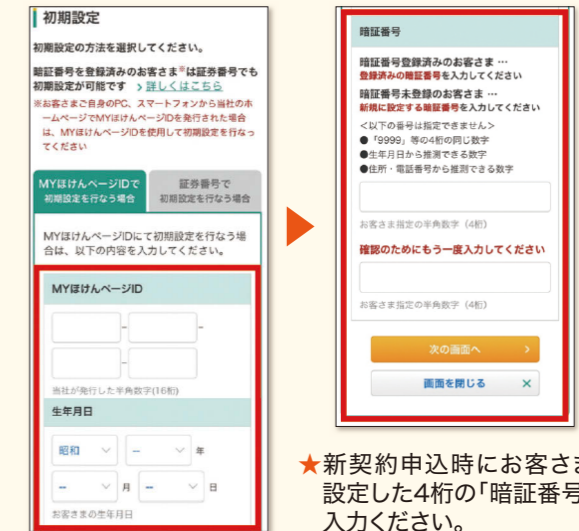 初期設定
初期設定の方法を選択してください。
暗証番号を登録済みのお客さま※は証券番号でも
初期設定が可能です > 詳しくはこちら
※お客さまご自身のPC、スマートフォンから当社のホ
ームページでMYほけんページIDを発行された場合
は、MYほけんページIDを使用して初期設定を行なっ
てください
MYほけんページIDで
初期設定を行なう場合
証券番号で
初期設定を行なう場合
MYほけんページIDにて初期設定を行なう場
合は、以下の内容を入力してください。
MYほけんページID
- -
-
当社が発行した半角数字(16桁)
生年月日
昭和 -- 年
-- 月 -- 日
お客さまの生年月日
暗証番号
暗証番号登録済みのお客さま …
登録済みの暗証番号を入力してください
暗証番号未登録のお客さま …
新規に設定する暗証番号を入力してください
<以下の番号は指定できません>
●「9999」等の4桁の同じ数字
●生年月日から推測できる数字
●住所・電話番号から推測できる数字
お客さま指定の半角数字（4桁）
確認のためにもう一度入力してください
お客さま指定の半角数字（4桁）
次の画面へ >
画面を閉じる ×
★新契約申込時にお客さま
設定した4桁の「暗証番号
入力ください。